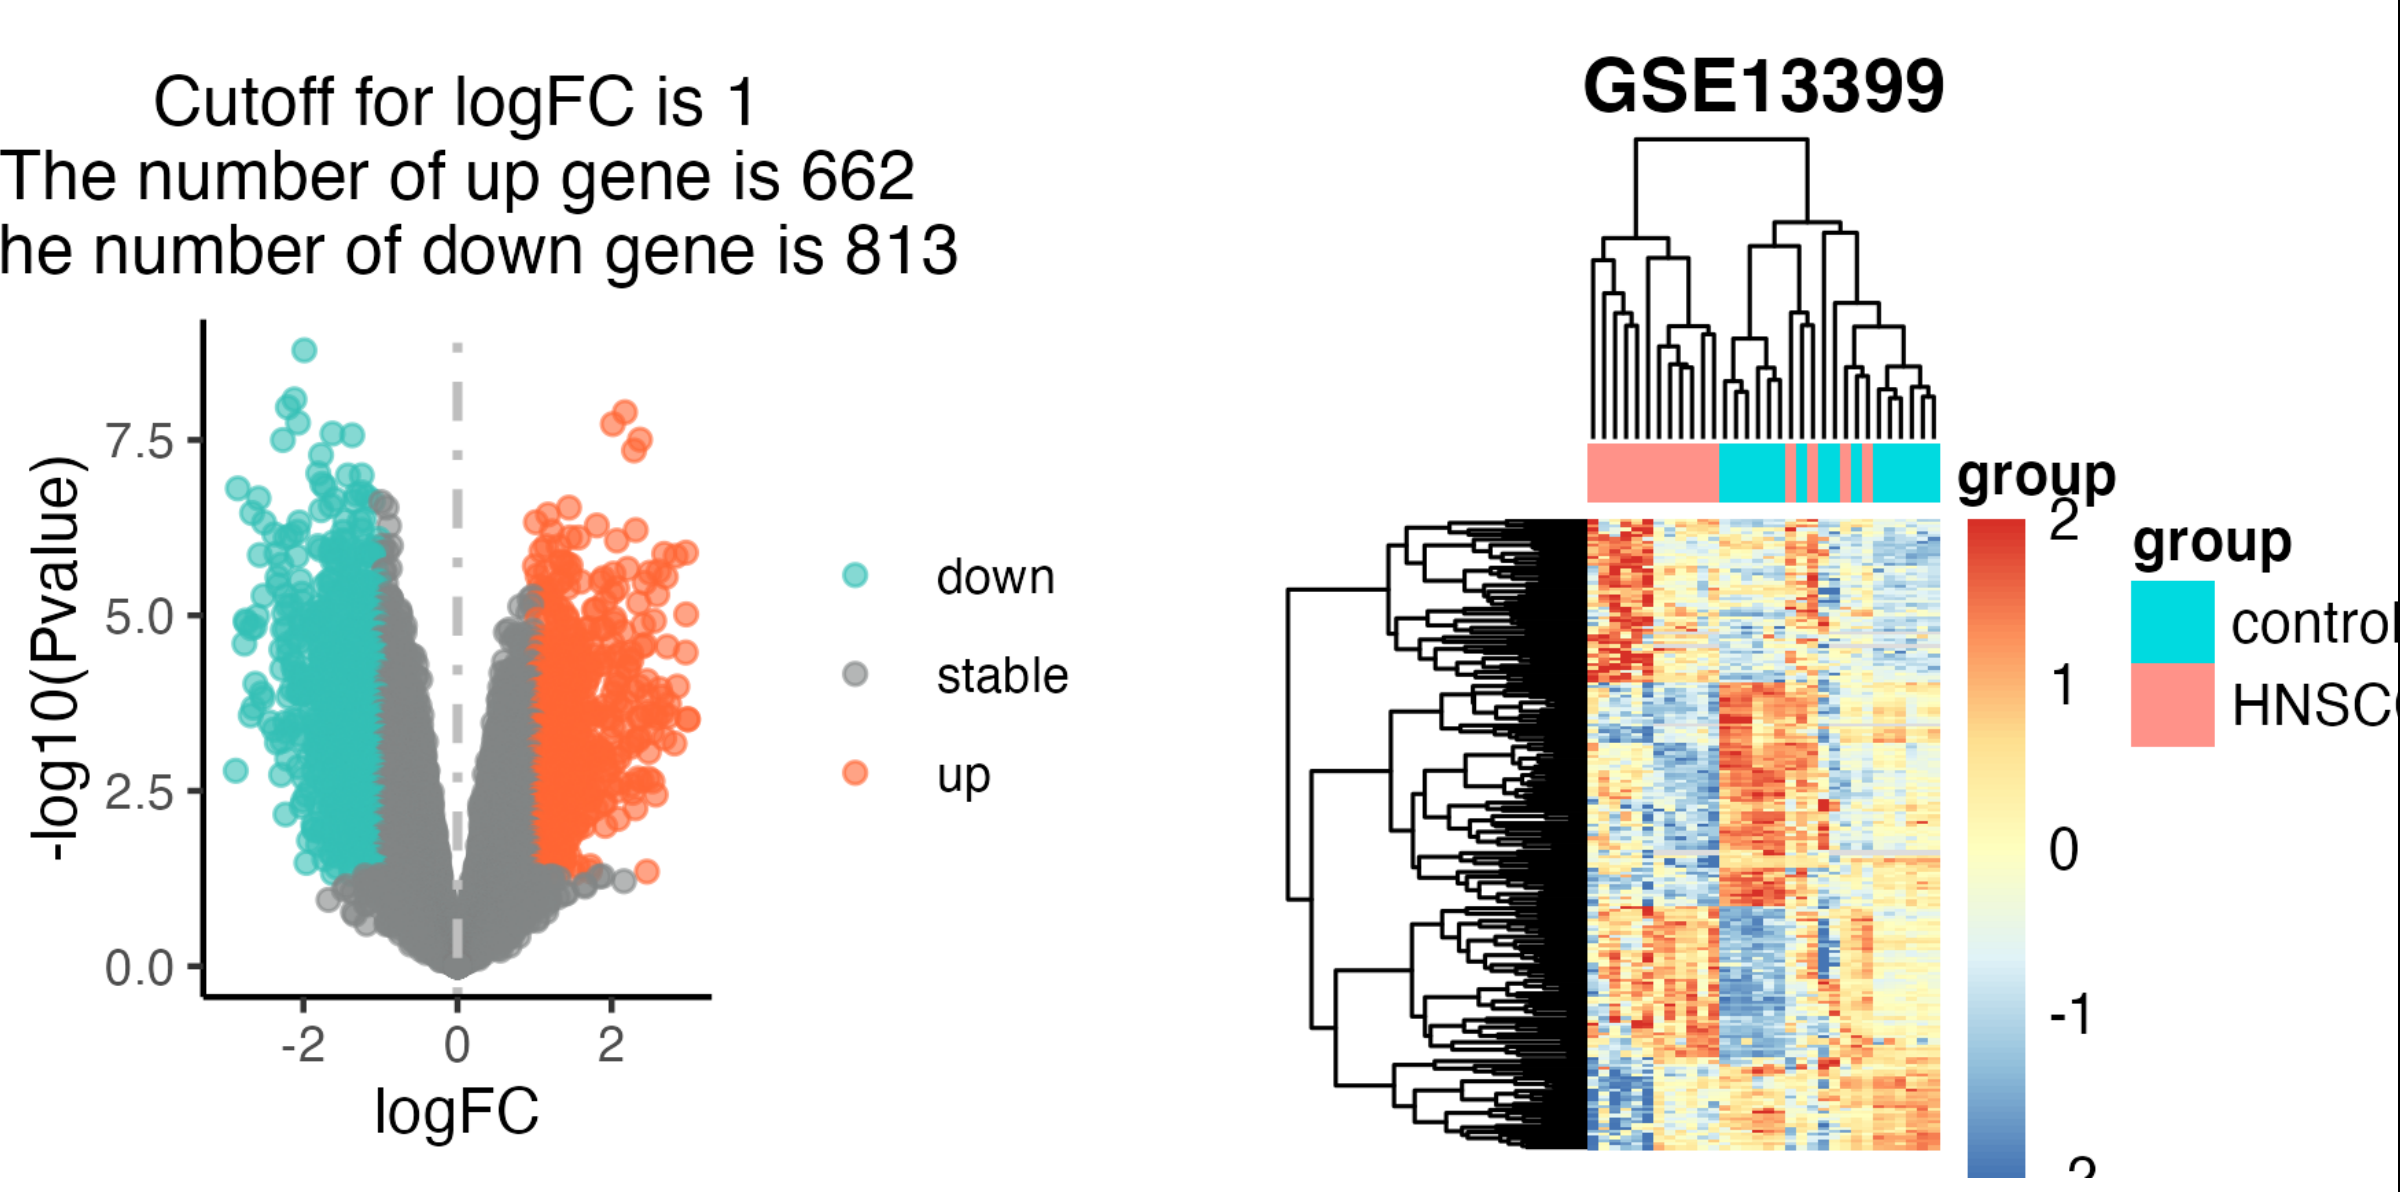 Cutoff for logFC is 1
The number of up gene is 662
he number of down gene is 813
-log10(Pvalue)
7.5
5.0
2.5
0.0
-2
0
2
logFC
down
stable
up
GSE13399
group
2
1
0
-1
-2
group
control
HNSC